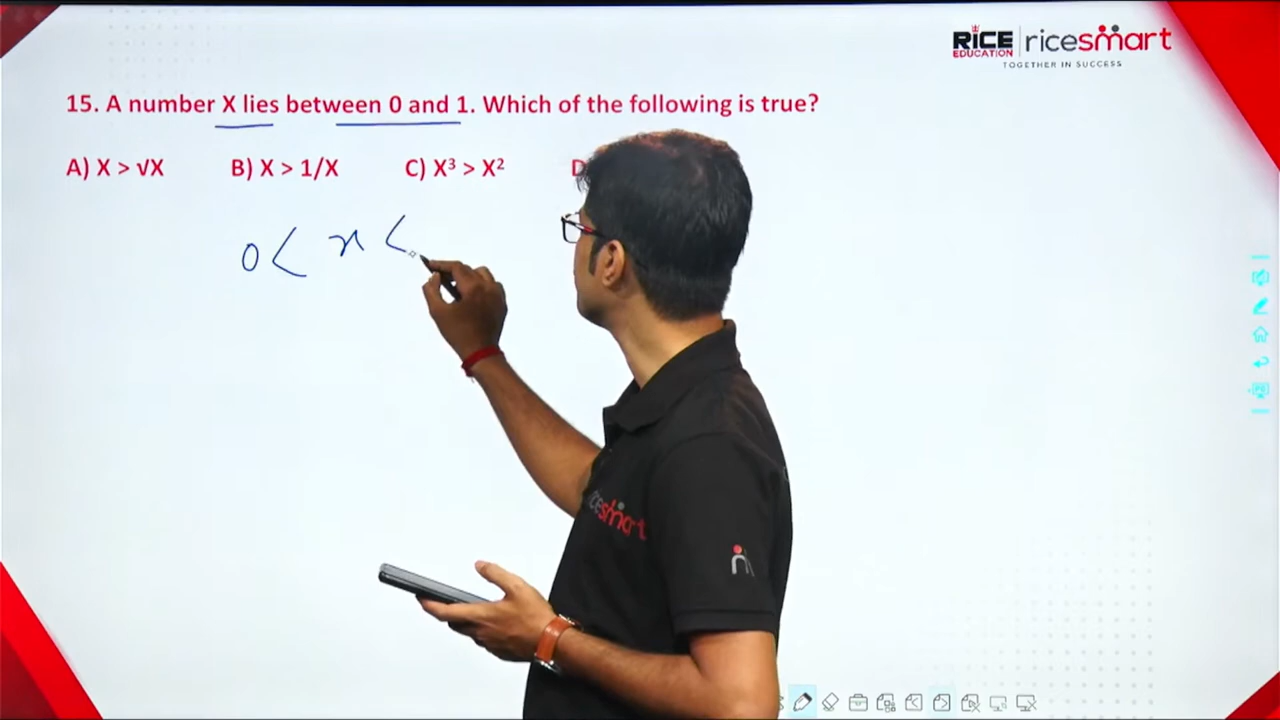 RICE EDUCATION ricesmart
TOGETHER IN SUCCESS
15. A number X lies between 0 and 1. Which of the following is true?
A) X > √X B) X > 1/X C) X³ > X² D
0 < x <
ricesmart